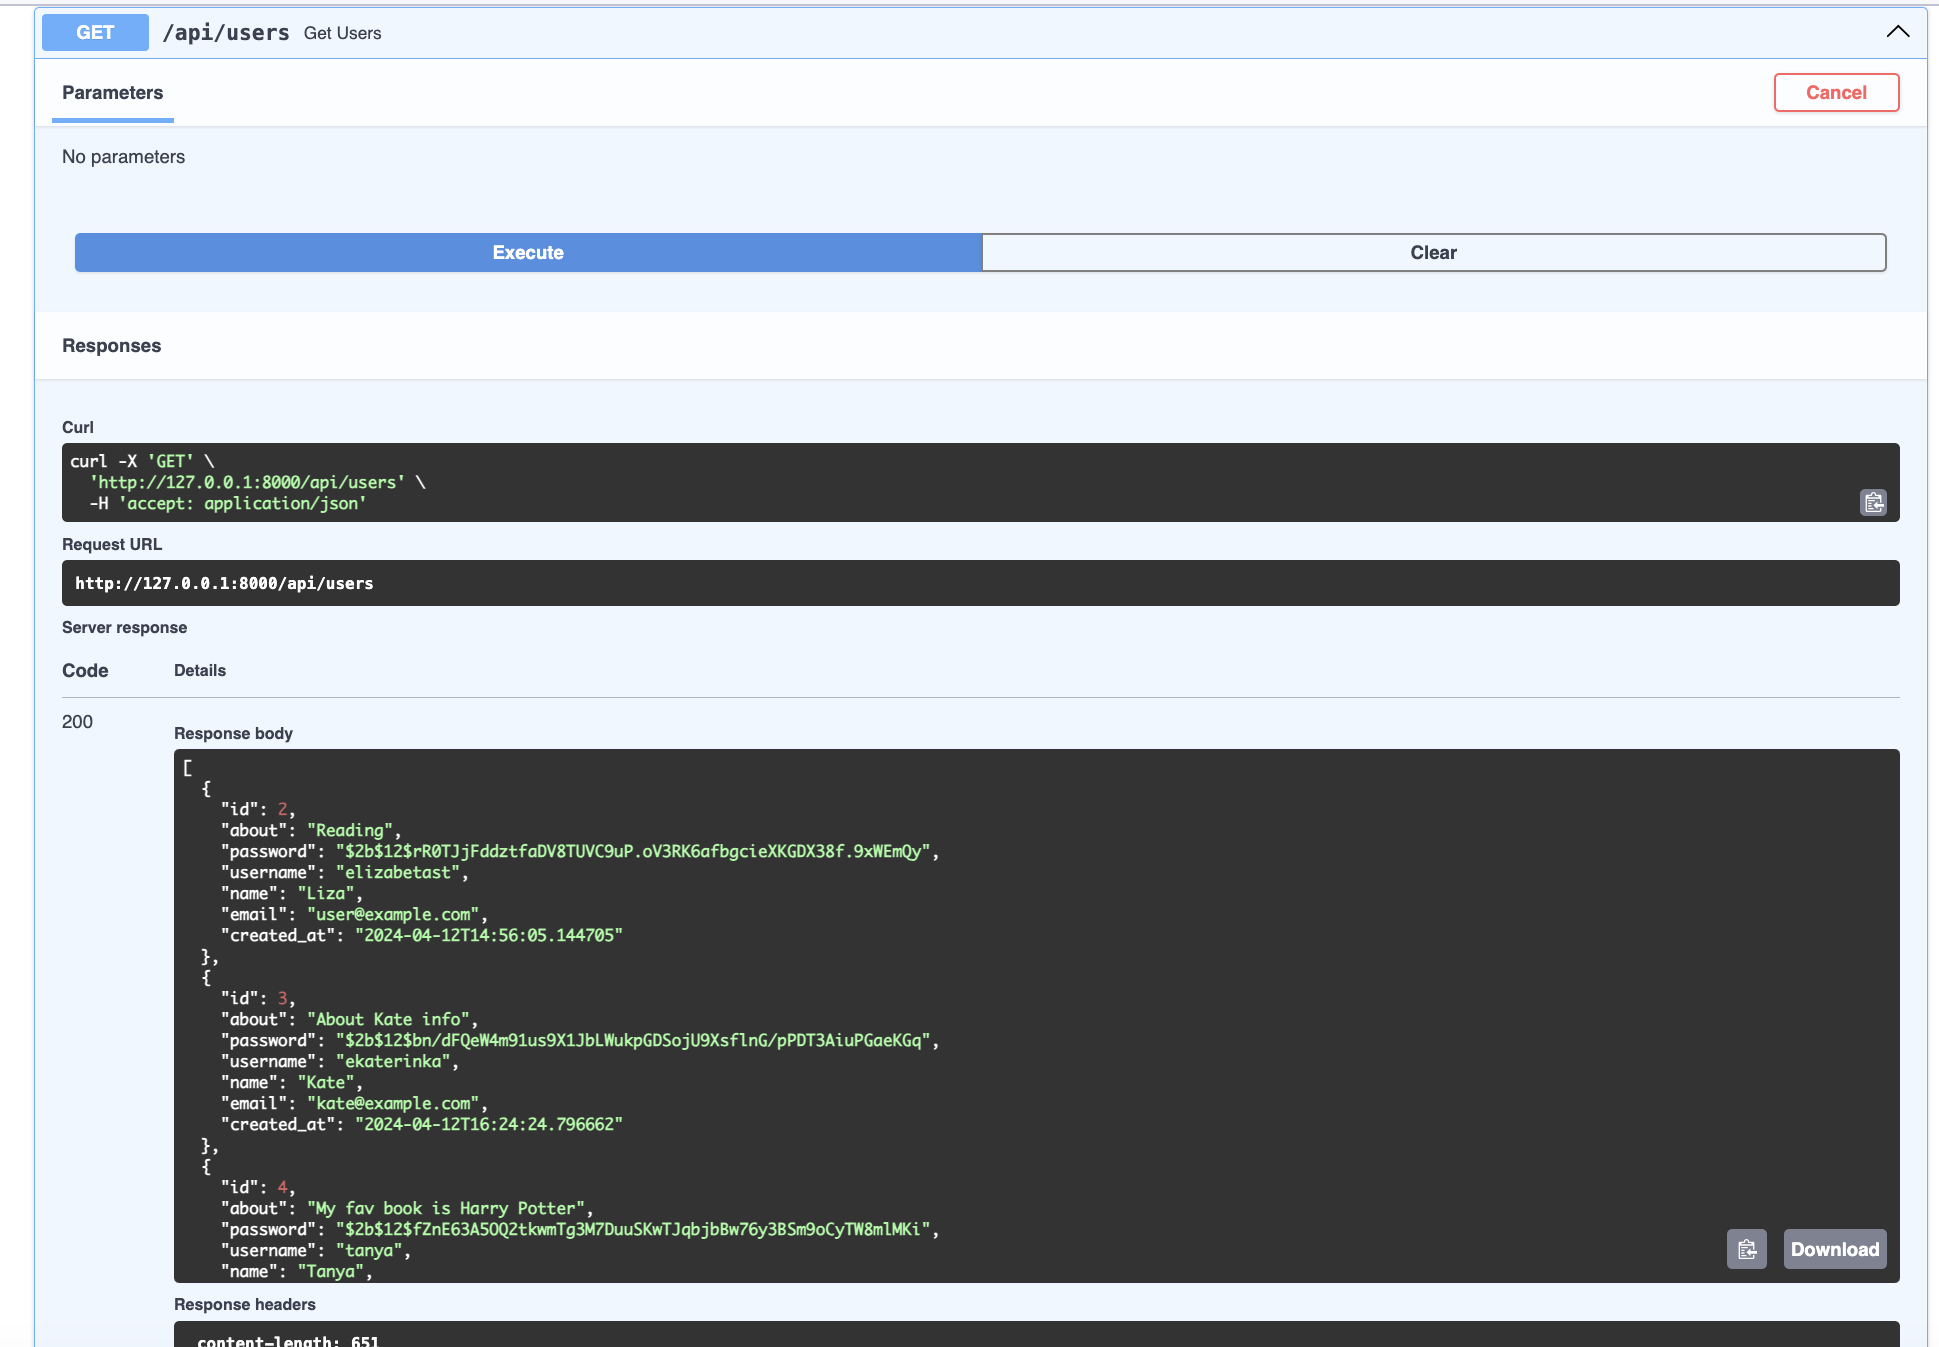 GET /api/users Get Users
Parameters
Cancel
No parameters
Execute
Clear
Responses
Curl
curl -X 'GET' \
'http://127.0.0.1:8000/api/users' \
-H 'accept: application/json'
Request URL
http://127.0.0.1:8000/api/users
Server response
Code Details
200
Response body
[
{
"id": 2,
"about": "Reading",
"password": "$2b$12$rR0TJjFddztfaDV8TUVC9uP.oV3RK6afbgcieXKGDX38f.9xWEmQy",
"username": "elizabetast",
"name": "Liza",
"email": "user@example.com",
"created_at": "2024-04-12T14:56:05.144705"
},
{
"id": 3,
"about": "About Kate info",
"password": "$2b$12$bn/dFQeW4m91us9X1JbLWukpGDSojU9XsflnG/pPDT3AiuPGaeKGq",
"username": "ekaterinka",
"name": "Kate",
"email": "kate@example.com",
"created_at": "2024-04-12T16:24:24.796662"
},
{
"id": 4,
"about": "My fav book is Harry Potter",
"password": "$2b$12$fZnE63A5OQ2tkwmTg3M7DuuSKwTJqbjbBw76y3BSm9oCyTW8mlMKi",
"username": "tanya",
"name": "Tanya",
Download
Response headers
content-length: 651